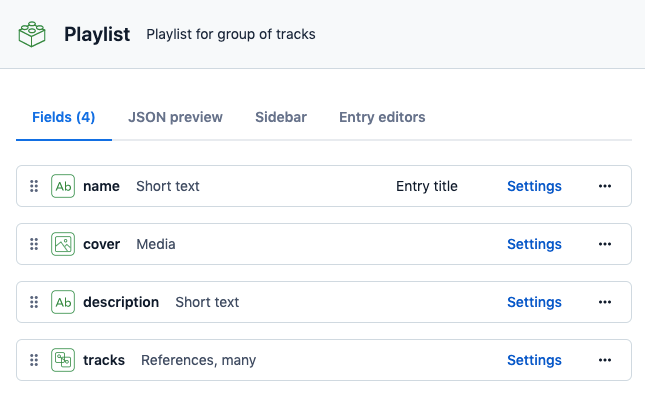 Playlist Playlist for group of tracks
Fields (4) JSON preview Sidebar Entry editors
Ab name Short text Entry title Settings
cover Media Settings
Ab description Short text Settings
tracks References, many Settings